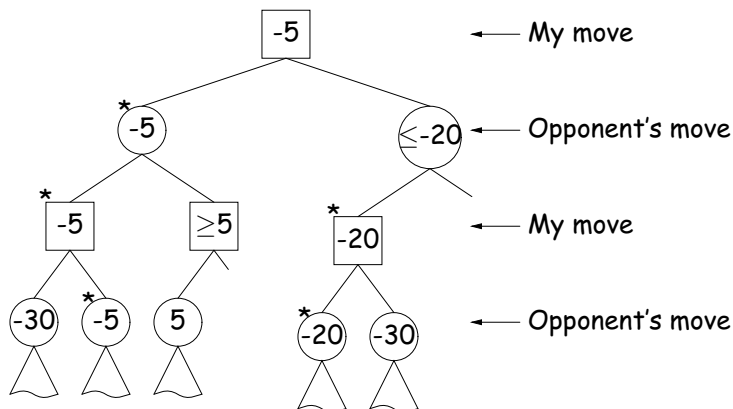 -5 My move
* -5 ≤-20 Opponent's move
* -5 ≥5 * -20 My move
-30 * -5 5 * -20 -30 Opponent's move